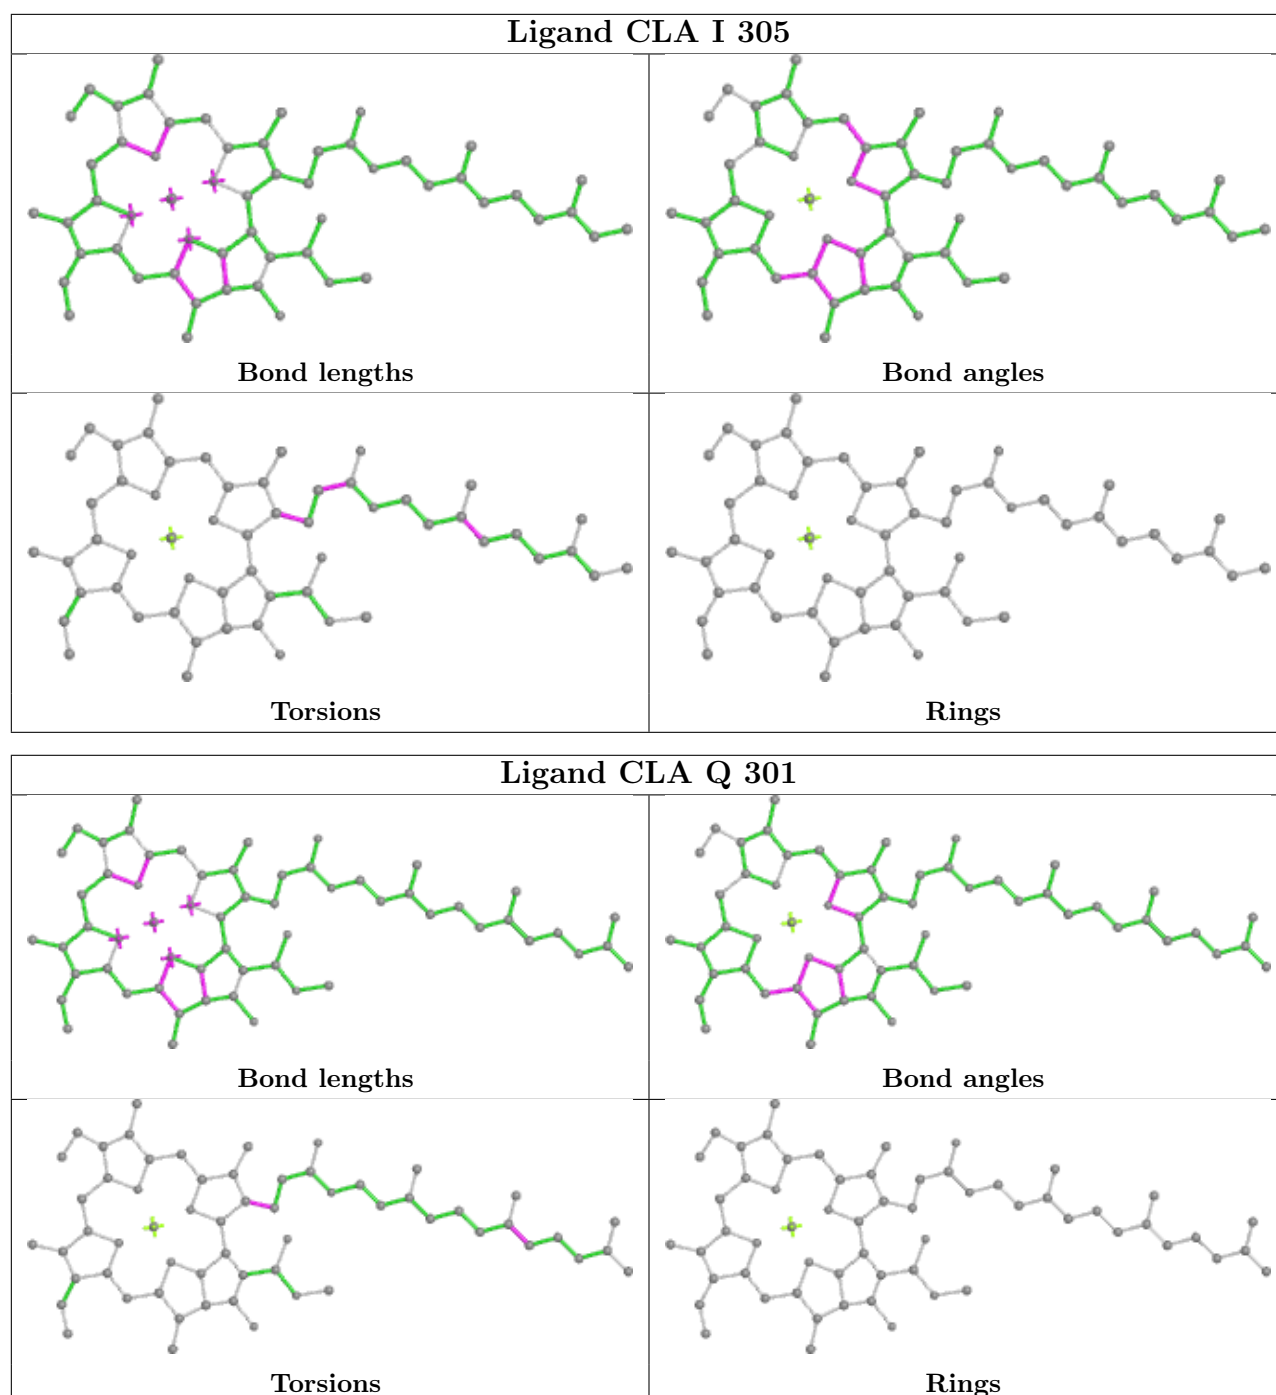 Ligand CLA I 305
Bond lengths
Bond angles
Torsions
Rings
Ligand CLA Q 301
Bond lengths
Bond angles
Torsions
Rings